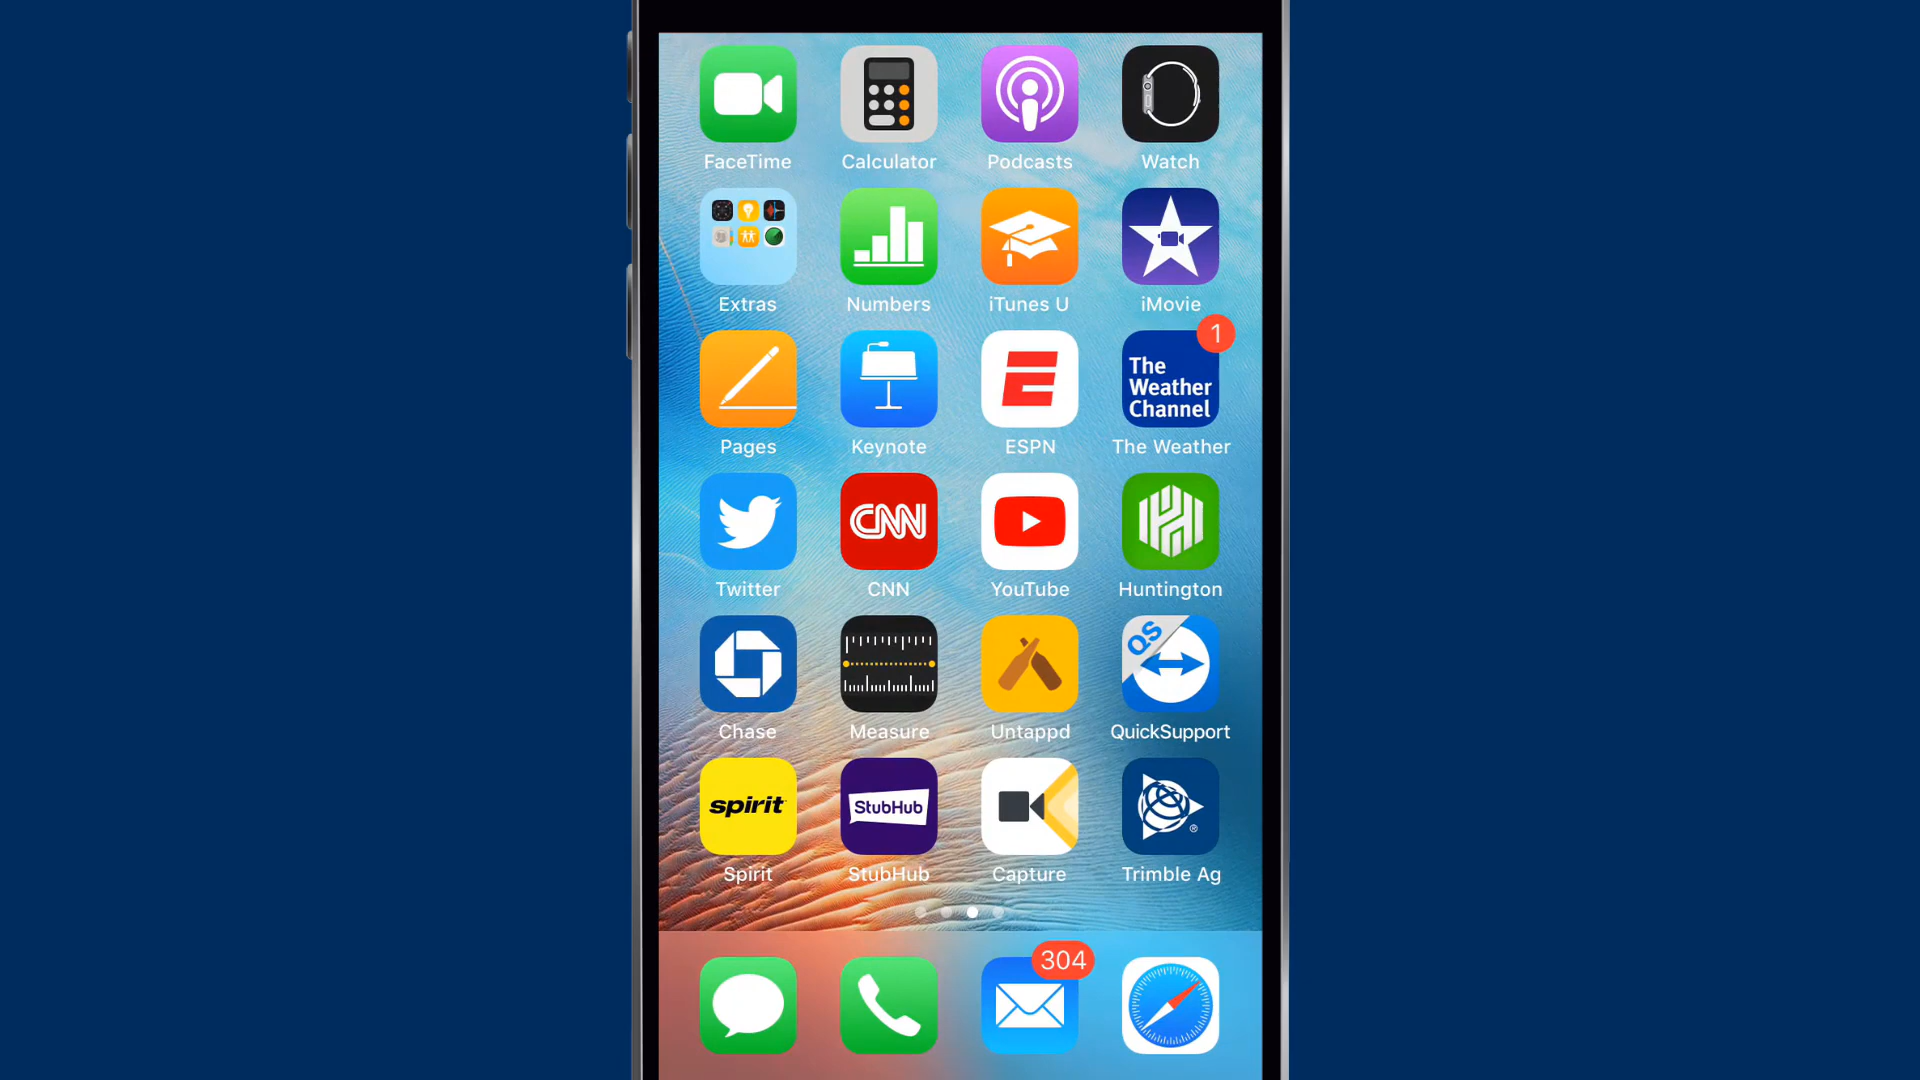 FaceTime Calculator Podcasts Watch
Extras Numbers iTunes U iMovie
1
The
Weather
Channel
Pages Keynote ESPN The Weather
CNN
Twitter CNN YouTube Huntington
QS
Chase Measure Untappd QuickSupport
spirit StubHub ®
Spirit StubHub Capture Trimble Ag
304